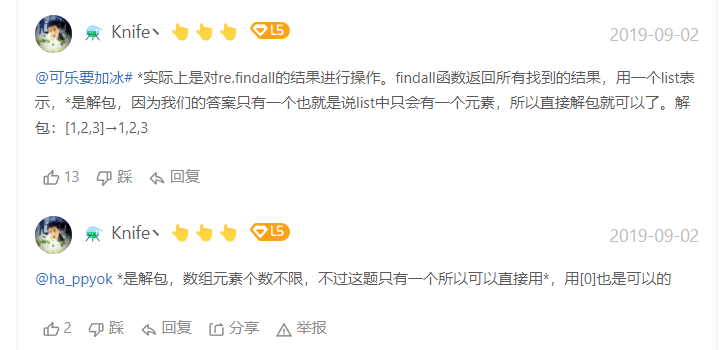 Knife丶 L5 2019-09-02
@可乐要加冰# *实际上是对re.findall的结果进行操作。findall函数返回所有找到的结果，用一个list表
示，*是解包，因为我们的答案只有一个也就是说list中只会有一个元素，所以直接解包就可以了。解
包：[1,2,3]→1,2,3
13 踩 回复
Knife丶 L5 2019-09-02
@ha_ppyok *是解包，数组元素个数不限，不过这题只有一个所以可以直接用*，用[0]也是可以的
2 踩 回复 分享 举报